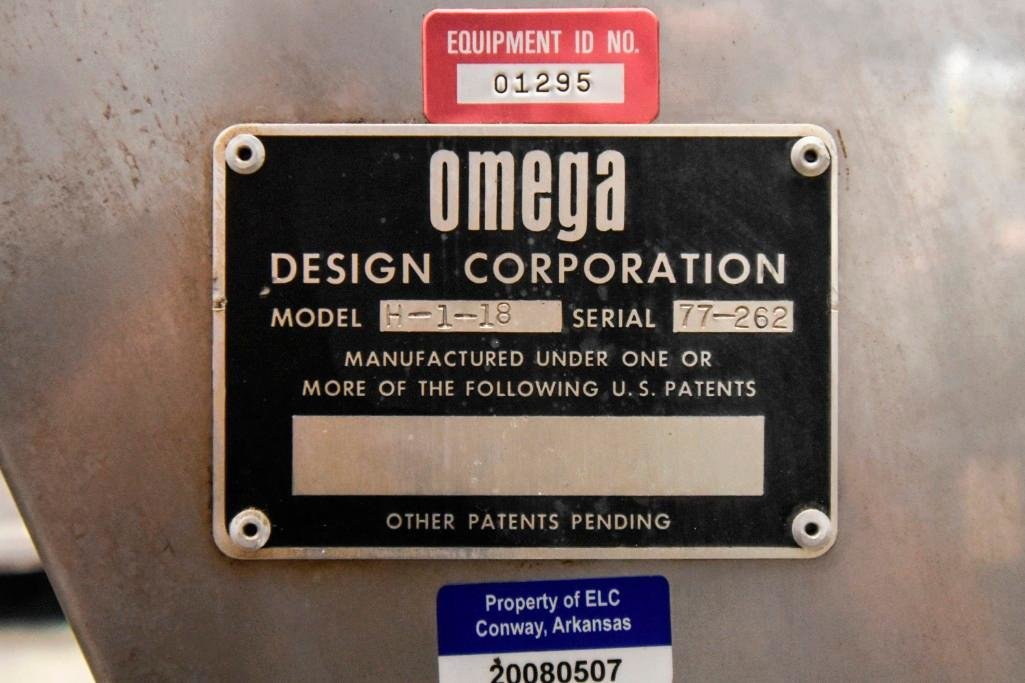 EQUIPMENT ID NO.
01295
omega
DESIGN CORPORATION
MODEL H-1-18 SERIAL 77-262
MANUFACTURED UNDER ONE OR
MORE OF THE FOLLOWING U.S. PATENTS
OTHER PATENTS PENDING
Property of ELC
Conway, Arkansas
20080507